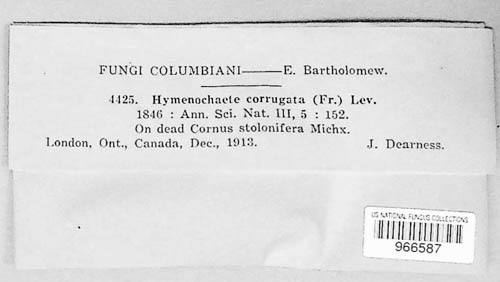 FUNGI COLUMBIANI—E. Bartholomew.
4425. Hymenochaete corrugata (Fr.) Lev.
1846 : Ann. Sci. Nat. III, 5 : 152.
On dead Cornus stolonifera Michx.
London, Ont., Canada, Dec., 1913. J. Dearness.
US NATIONAL FUNGUS COLLECTIONS
966587